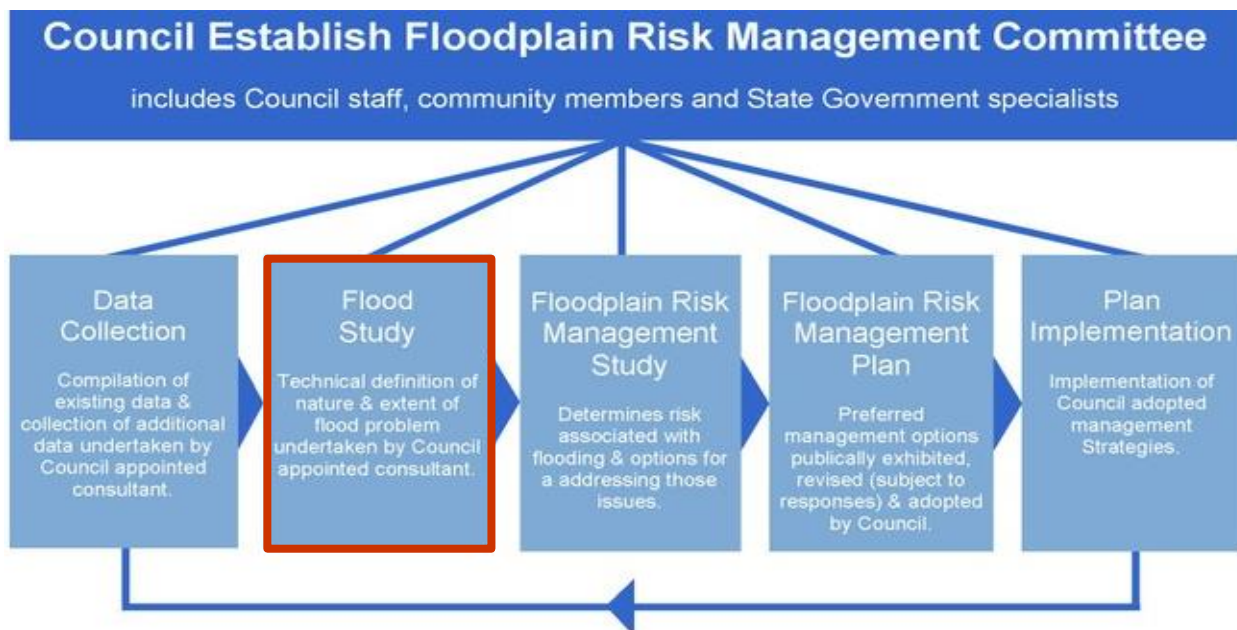 Council Establish Floodplain Risk Management Committee
includes Council staff, community members and State Government specialists
Data
Collection
Compilation of
existing data &
collection of additional
data undertaken by
Council appointed
consultant.
Flood
Study
Technical definition of
nature & extent of
flood problem
undertaken by Council
appointed consultant.
Floodplain Risk
Management
Study
Determines risk
associated with
flooding & options for
a addressing those
issues.
Floodplain Risk
Management
Plan
Preferred
management options
publically exhibited,
revised (subject to
responses) & adopted
by Council.
Plan
Implementation
Implementation of
Council adopted
management
Strategies.